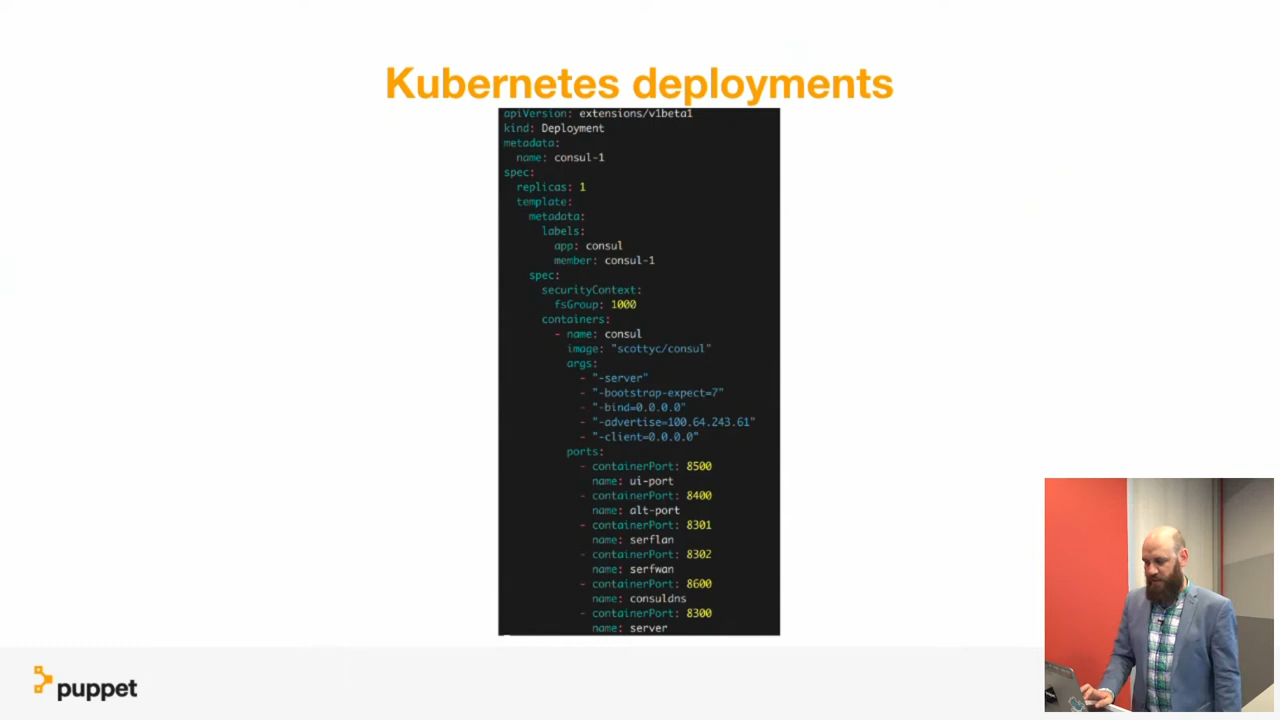 Kubernetes deployments
apiVersion: extensions/v1beta1
kind: Deployment
metadata:
name: consul-1
spec:
replicas: 1
template:
metadata:
labels:
app: consul
member: consul-1
spec:
securityContext:
fsGroup: 1000
containers:
- name: consul
image: "scottyc/consul"
args:
- "-server"
- "-bootstrap-expect=7"
- "-bind=0.0.0.0"
- "-advertise=100.64.243.61"
- "-client=0.0.0.0"
ports:
- containerPort: 8500
name: ui-port
- containerPort: 8400
name: alt-port
- containerPort: 8301
name: serflan
- containerPort: 8302
name: serfwan
- containerPort: 8600
name: consuldns
- containerPort: 8300
name: server
puppet